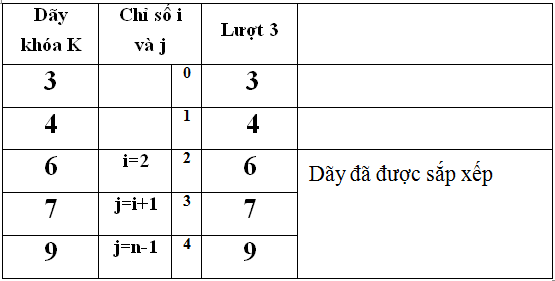 Dãy khóa K Chỉ số i và j Lượt 3
3 0 3
4 1 4
6 i=2 2 6 Dãy đã được sắp xếp
7 j=i+1 3 7
9 j=n-1 4 9